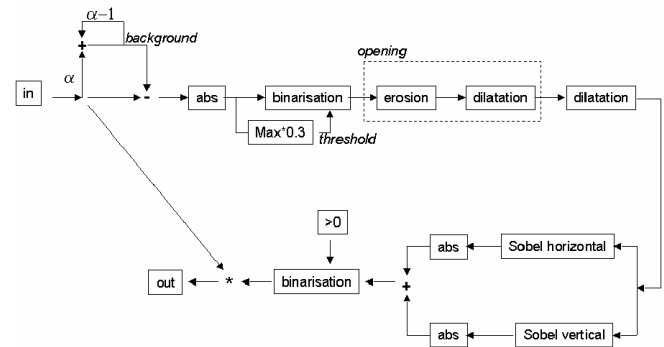 α−1
+
background
opening
α
in
-
abs
binarisation
erosion
dilatation
dilatation
Max*0.3
threshold
>0
abs
Sobel horizontal
out
*
binarisation
+
abs
Sobel vertical